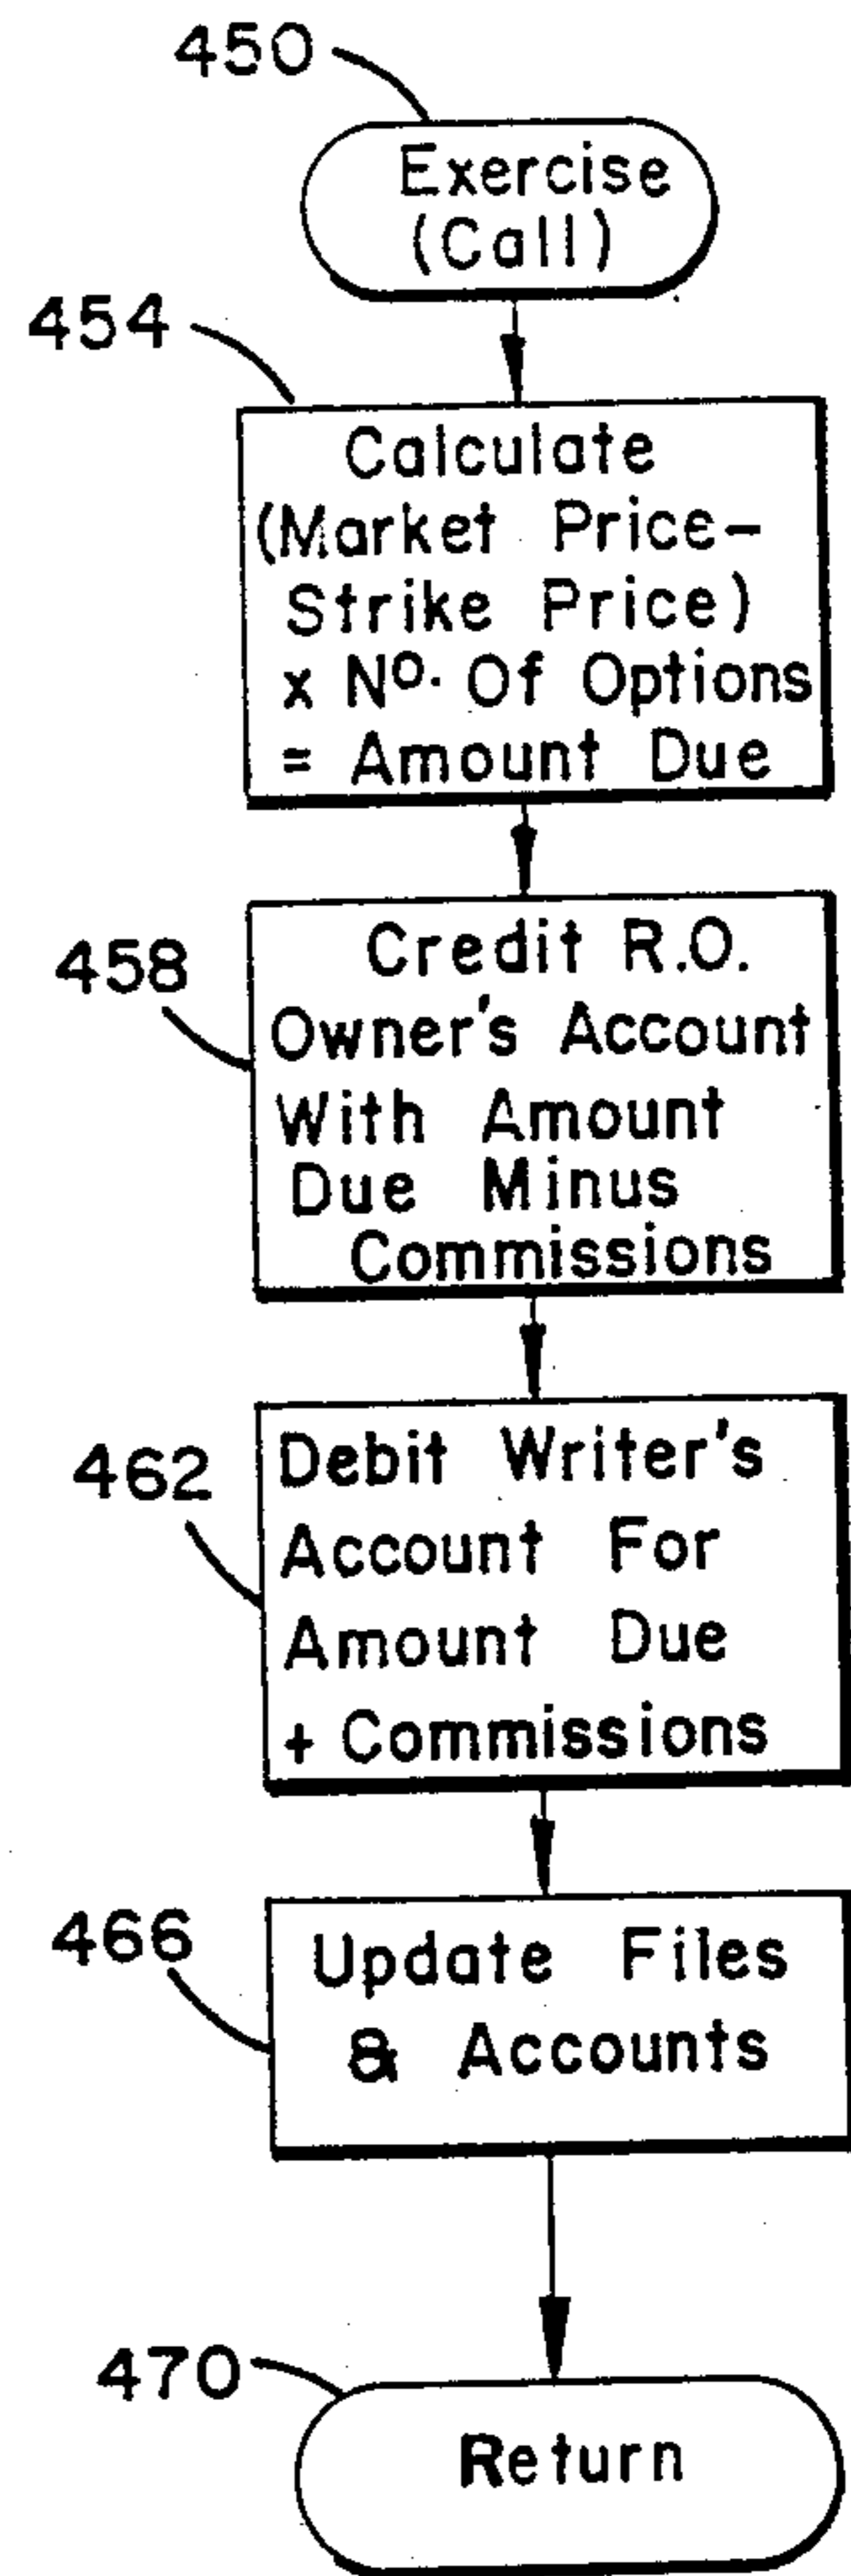 450
Exercise
(Call)
454
Calculate
(Market Price-
Strike Price)
x Nº. Of Options
= Amount Due
458
Credit R.O.
Owner's Account
With Amount
Due Minus
Commissions
462
Debit Writer's
Account For
Amount Due
+ Commissions
466
Update Files
& Accounts
470
Return